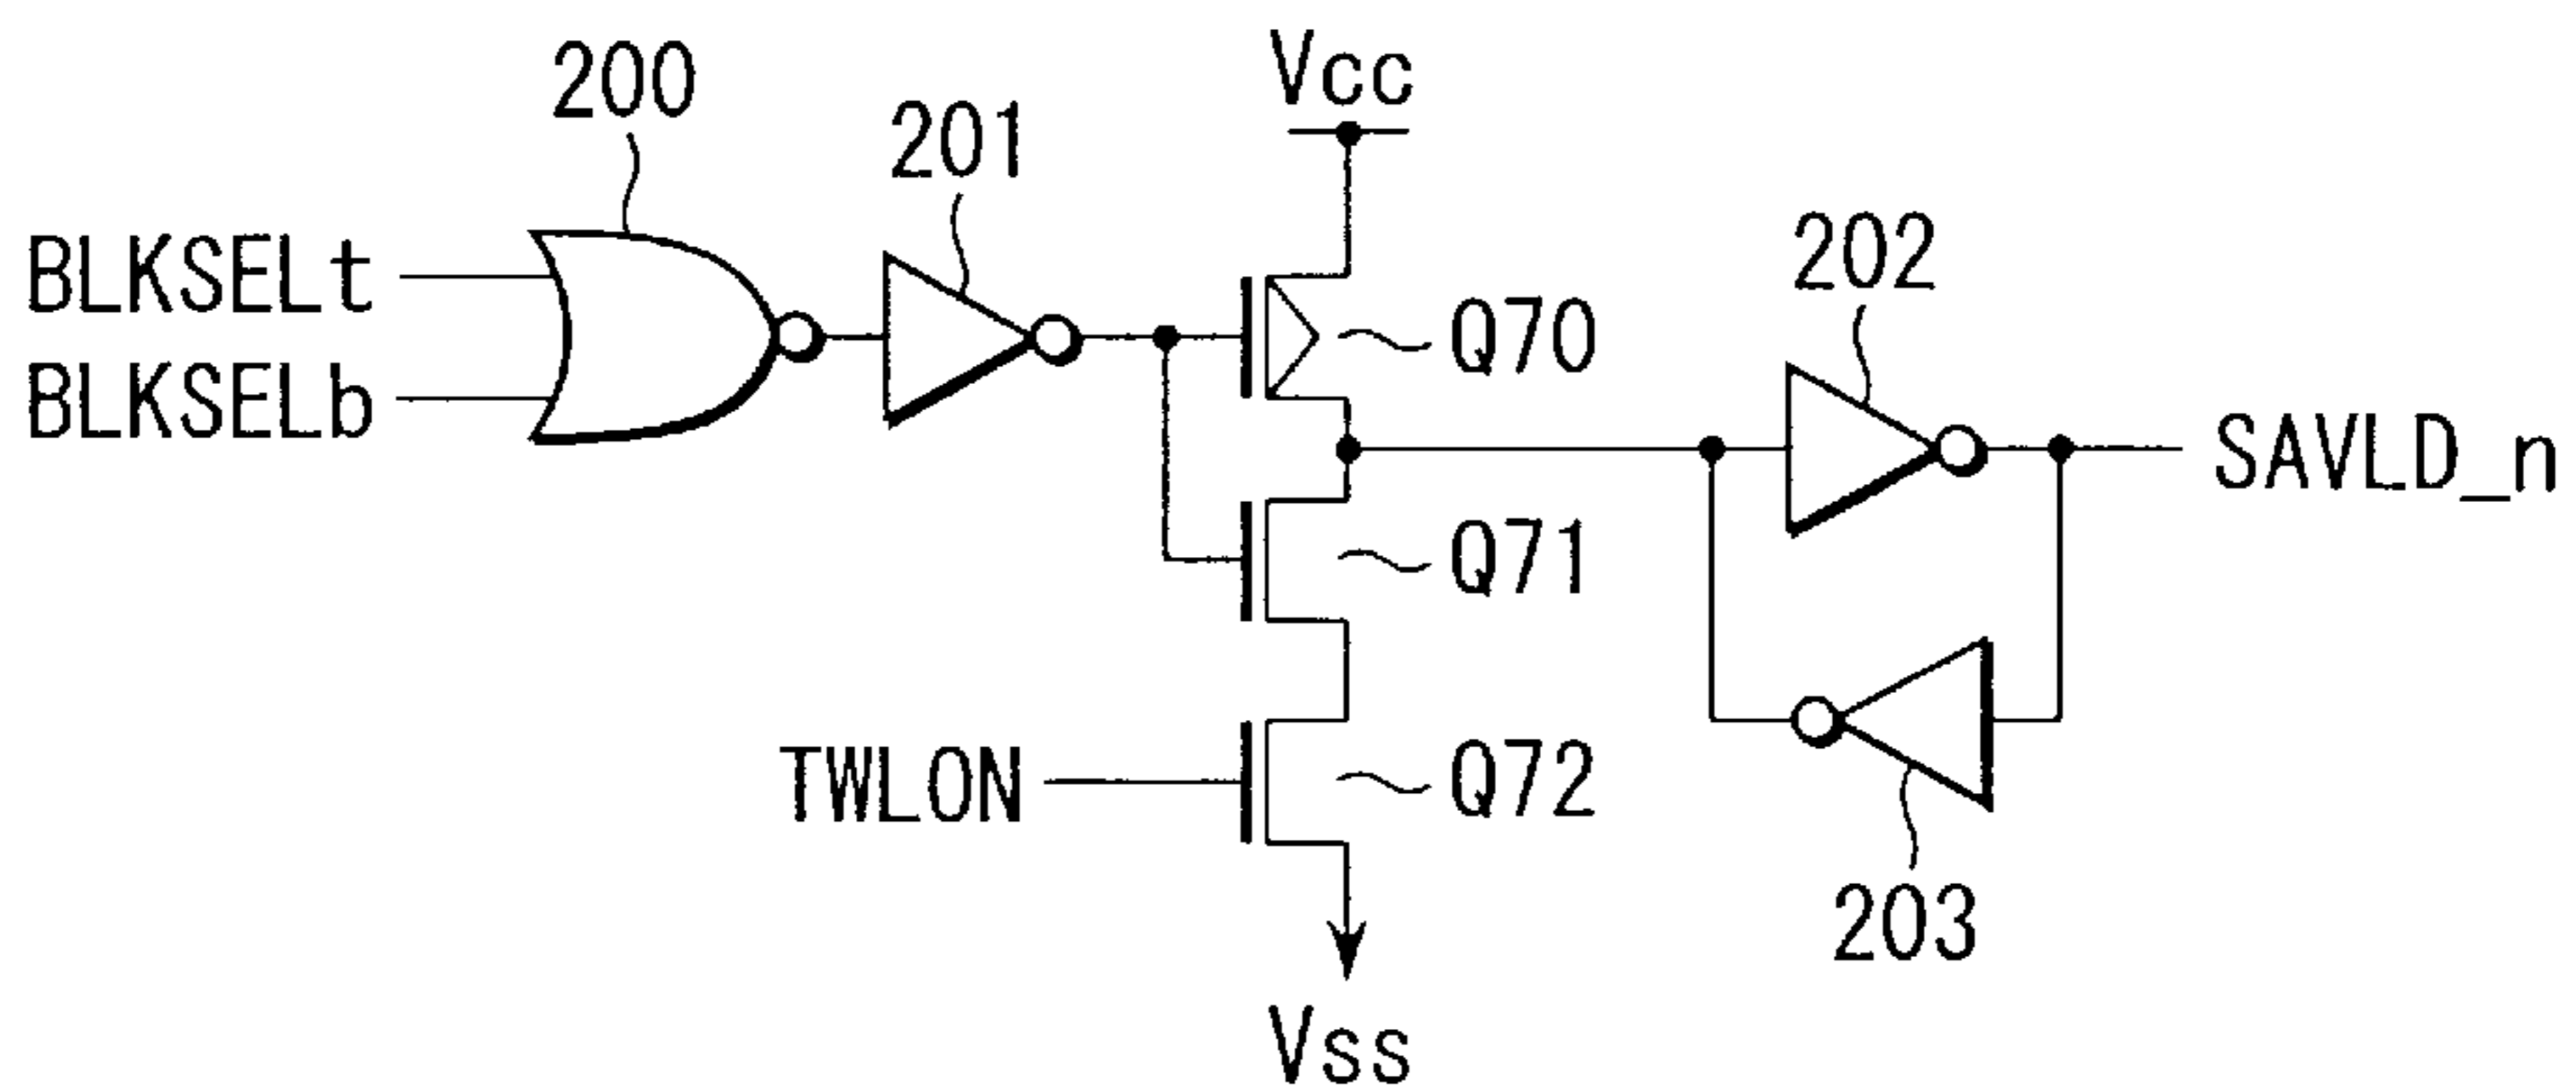 200
Vcc
201
BLKSELt
202
Q70
BLKSELb
SAVLD_n
Q71
TWLON
Q72
203
Vss